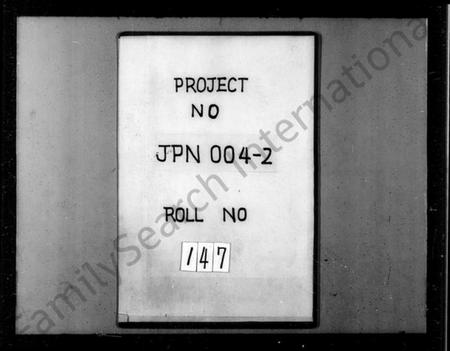 PROJECT
NO
JPN 004-2
ROLL NO
147
FamilySearch International